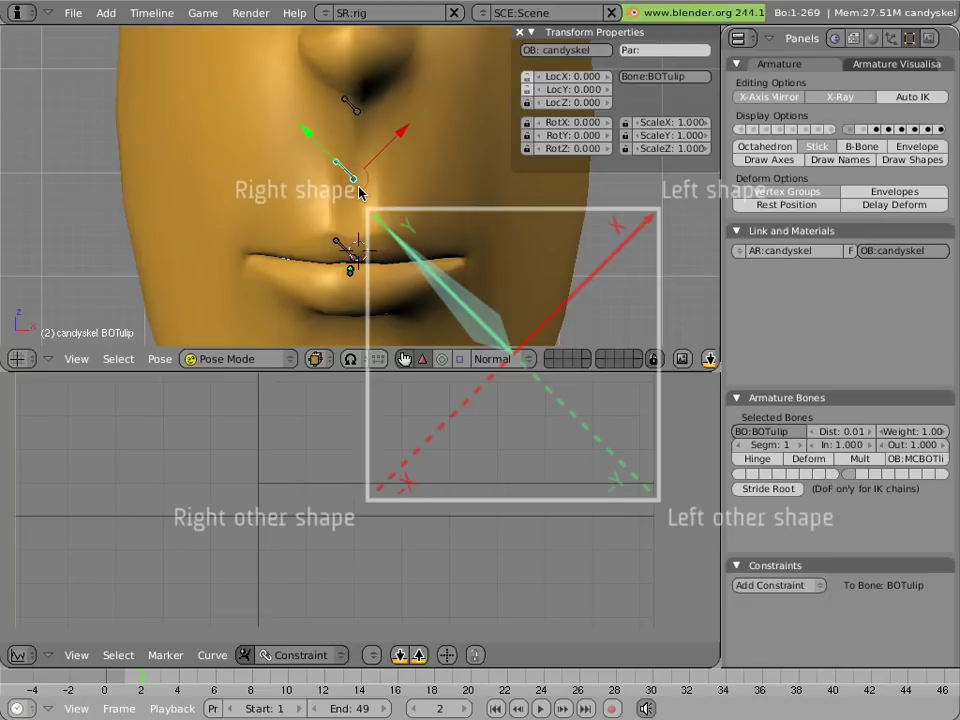 File Add Timeline Game Render Help SR:rig SCE:Scene www.blender.org 244.1 Bo:1-269 | Mem:27.51M candyskel
Transform Properties
OB: candyskel Par:
LocX: 0.000 Bone:BOTulip
LocY: 0.000
LocZ: 0.000
RotX: 0.000 ScaleX: 1.000
RotY: 0.000 ScaleY: 1.000
RotZ: 0.000 ScaleZ: 1.000
Right shape Left shape
Y X
z
x
(2) candyskel BOTulip
View Select Pose Pose Mode Normal
X Y
Right other shape Left other shape
View Select Marker Curve Constraint
Panels
Armature Armature Visualisa
Editing Options
X-Axis Mirror X-Ray Auto IK
Display Options
Octahedron Stick B-Bone Envelope
Draw Axes Draw Names Draw Shapes
Deform Options
Vertex Groups Envelopes
Rest Position Delay Deform
Link and Materials
AR:candyskel F OB:candyskel
Armature Bones
Selected Bones
BO:BOTulip Dist: 0.01 Weight: 1.00
Segm: 1 In: 1.000 Out: 1.000
Hinge Deform Mult OB:MCBOTli
Stride Root (DoF only for IK chains)
Constraints
Add Constraint To Bone: BOTulip
-4 -2 0 2 4 6 8 10 12 14 16 18 20 22 24 26 28 30 32 34 36 38 40 42 44 46
View Frame Playback Pr Start: 1 End: 49 2